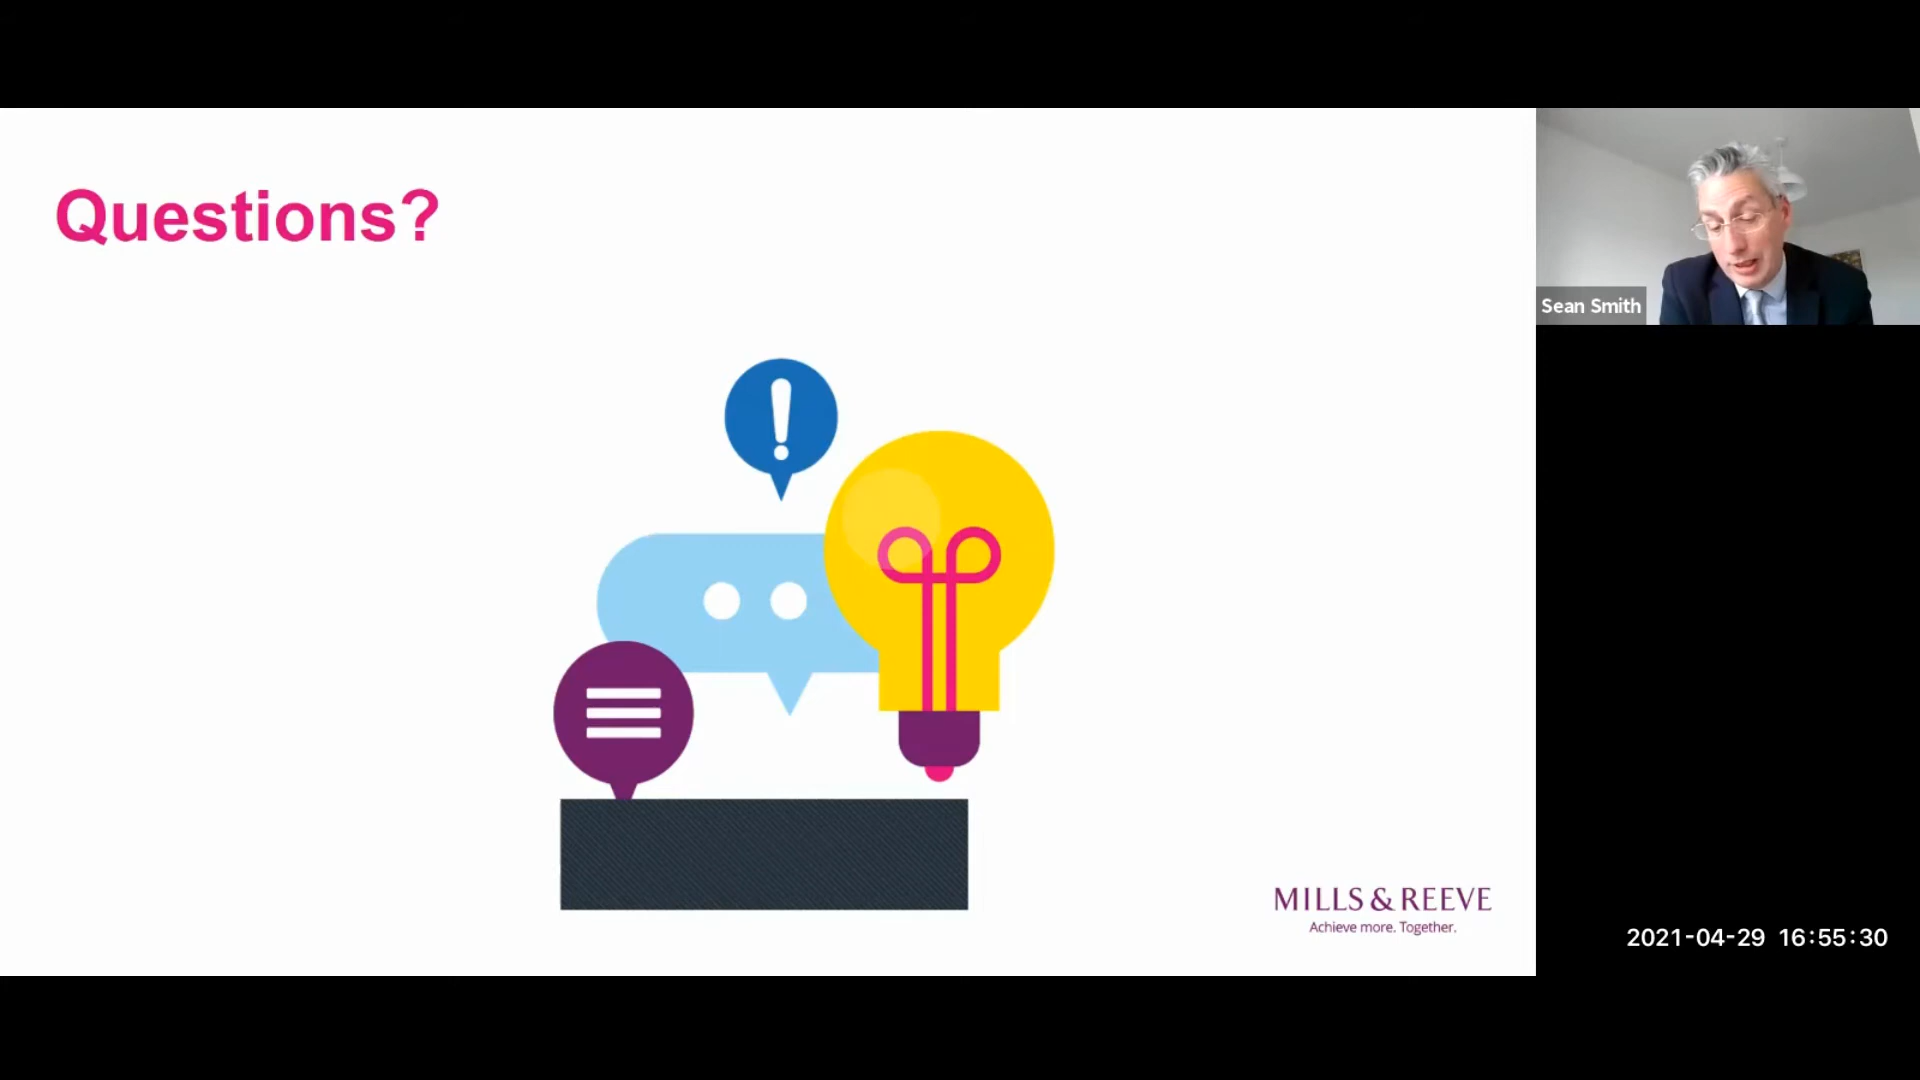 Questions?
Sean Smith
MILLS & REEVE
Achieve more. Together.
2021-04-29 16:55:30